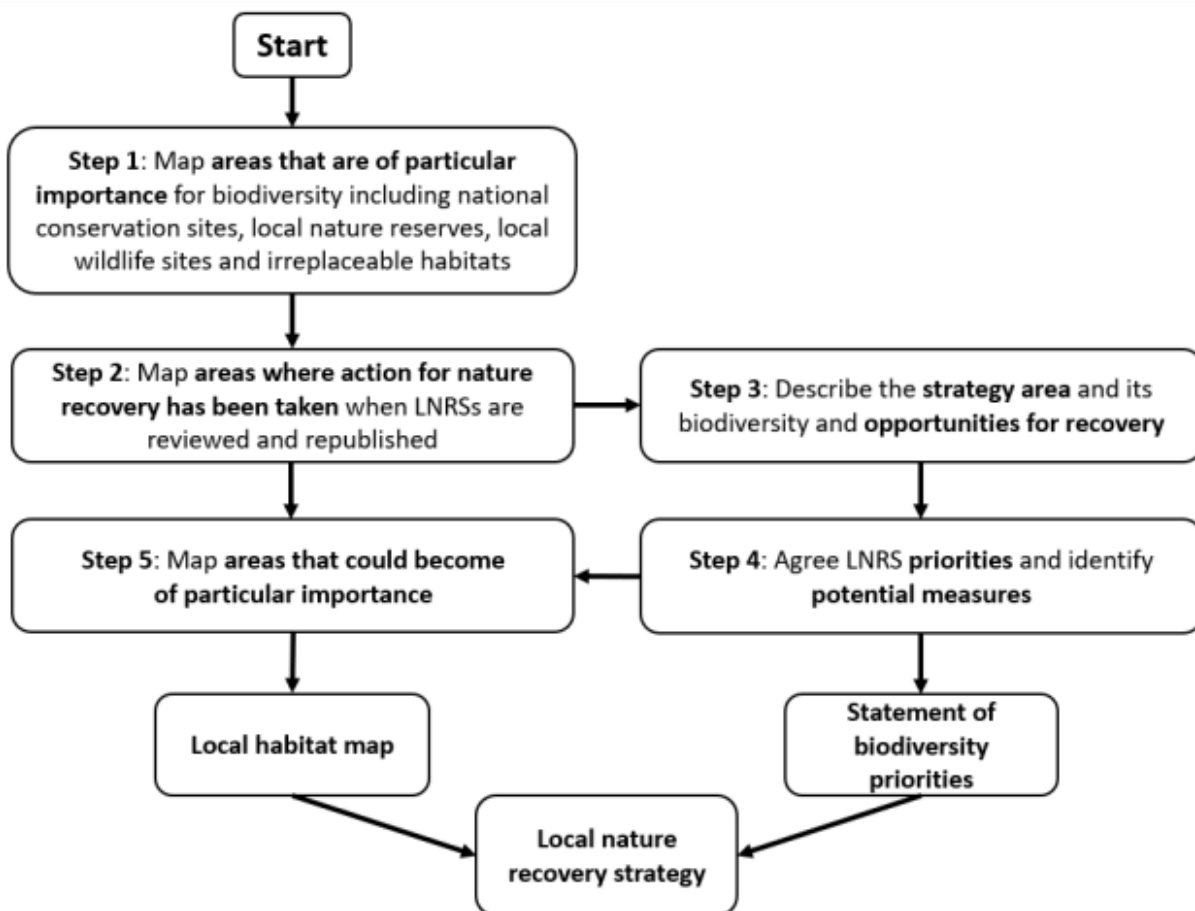 Start
Step 1: Map areas that are of particular
importance for biodiversity including national
conservation sites, local nature reserves, local
wildlife sites and irreplaceable habitats
Step 2: Map areas where action for nature
recovery has been taken when LNRSs are
reviewed and republished
Step 3: Describe the strategy area and its
biodiversity and opportunities for recovery
Step 4: Agree LNRS priorities and identify
potential measures
Step 5: Map areas that could become
of particular importance
Local habitat map
Statement of
biodiversity
priorities
Local nature
recovery strategy